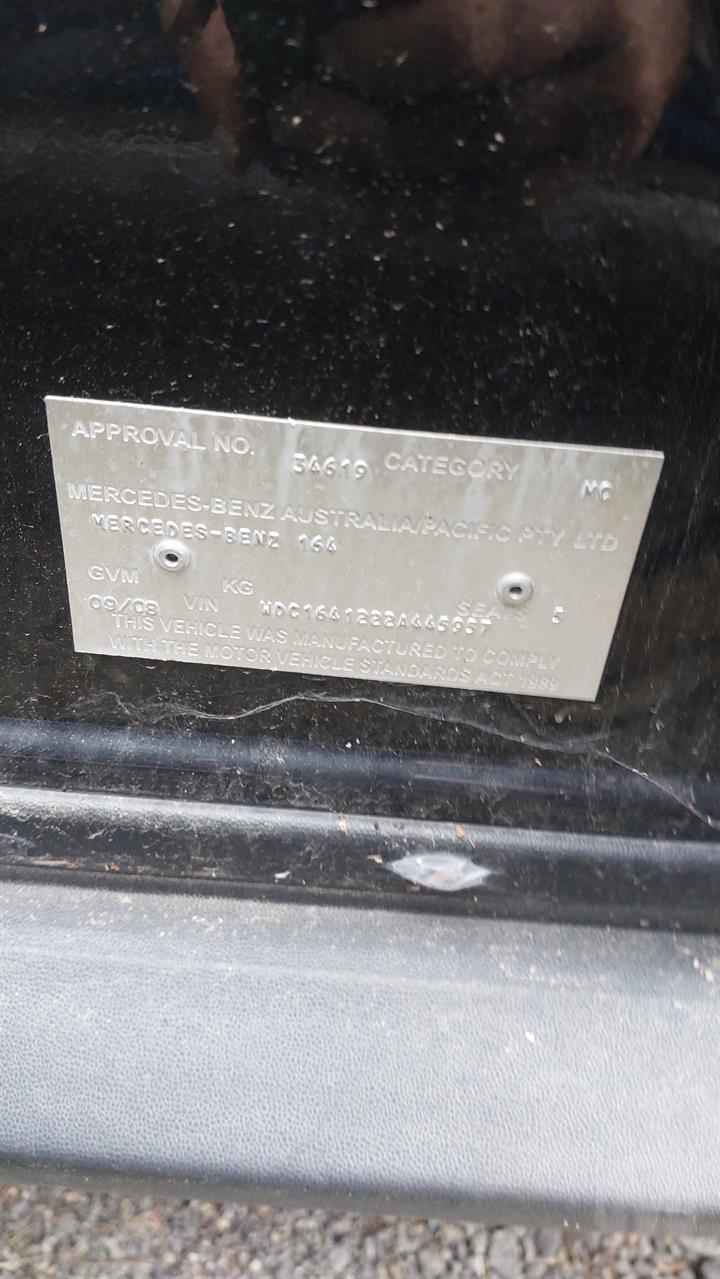 APPROVAL NO. 34619 CATEGORY MC
MERCEDES-BENZ AUSTRALIA/PACIFIC PTY LTD
MERCEDES-BENZ 164
GVM KG SEATS 5
09/08 VIN WDC1641222A445957
THIS VEHICLE WAS MANUFACTURED TO COMPLY
WITH THE MOTOR VEHICLE STANDARDS ACT 1989